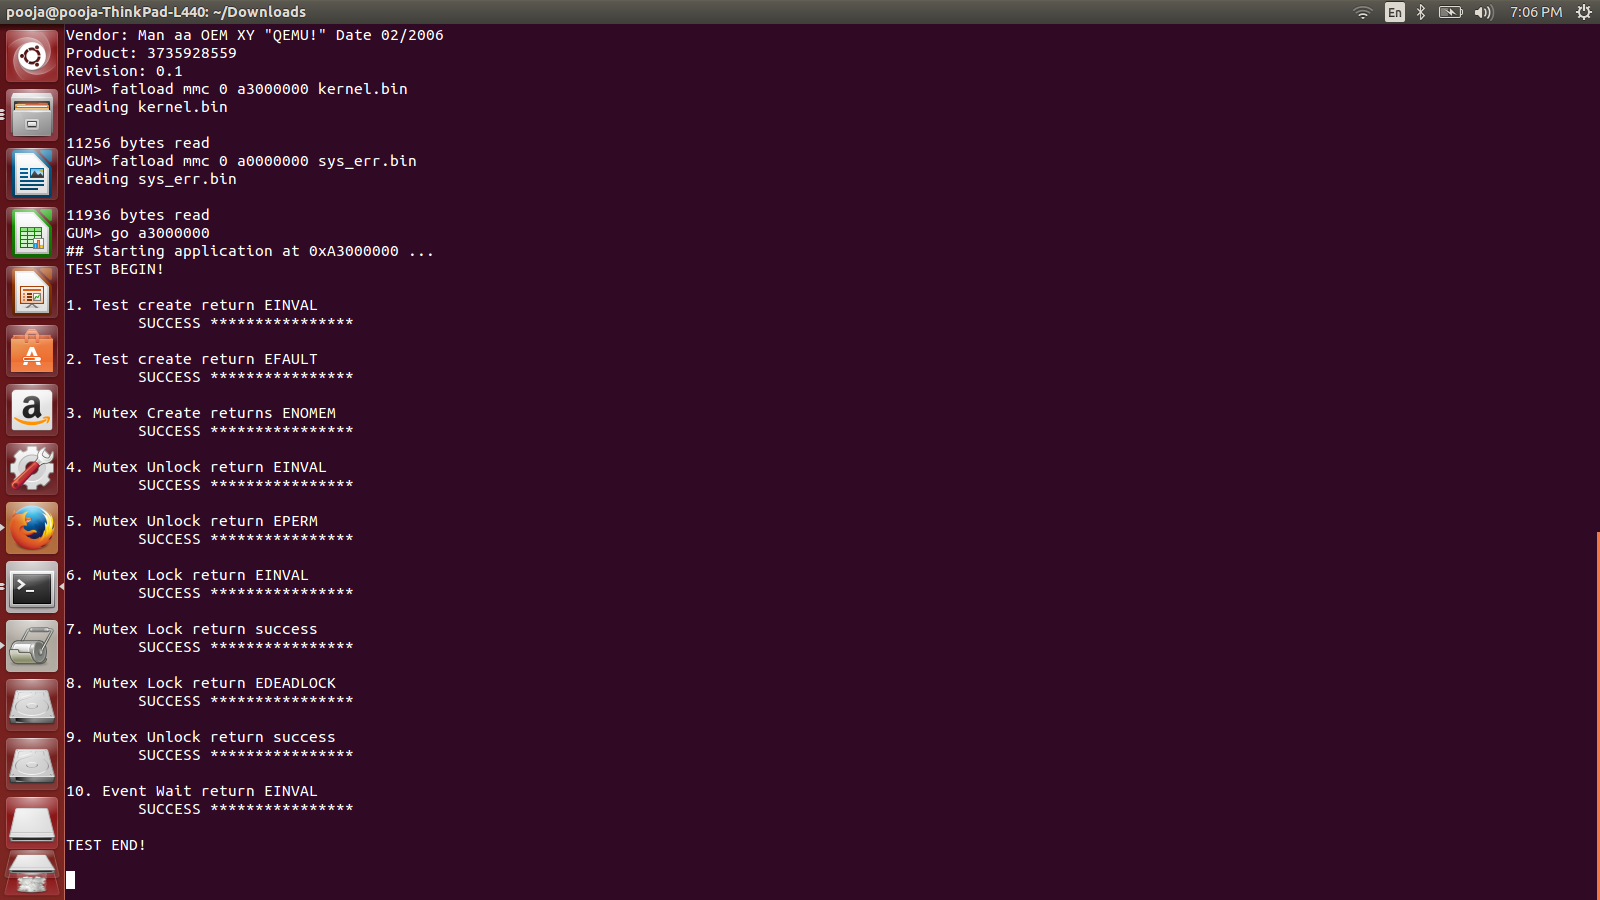 pooja@pooja-ThinkPad-L440: ~/Downloads
En
7:06 PM
Vendor: Man aa OEM XY "QEMU!" Date 02/2006
Product: 3735928559
Revision: 0.1
GUM> fatload mmc 0 a3000000 kernel.bin
reading kernel.bin
11256 bytes read
GUM> fatload mmc 0 a0000000 sys_err.bin
reading sys_err.bin
11936 bytes read
GUM> go a3000000
## Starting application at 0xA3000000 ...
TEST BEGIN!
1. Test create return EINVAL
SUCCESS ****************
2. Test create return EFAULT
SUCCESS ****************
3. Mutex Create returns ENOMEM
SUCCESS ****************
4. Mutex Unlock return EINVAL
SUCCESS ****************
5. Mutex Unlock return EPERM
SUCCESS ****************
6. Mutex Lock return EINVAL
SUCCESS ****************
7. Mutex Lock return success
SUCCESS ****************
8. Mutex Lock return EDEADLOCK
SUCCESS ****************
9. Mutex Unlock return success
SUCCESS ****************
10. Event Wait return EINVAL
SUCCESS ****************
TEST END!